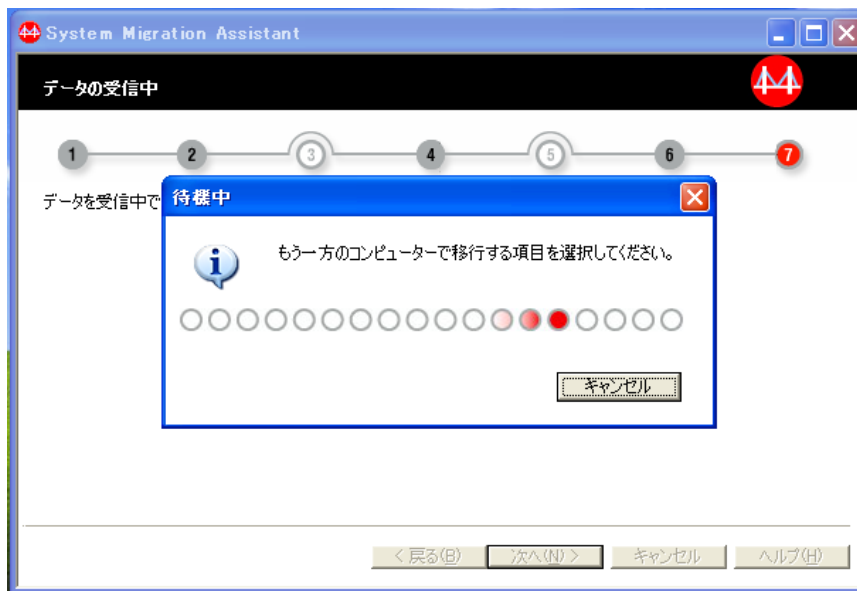 System Migration Assistant
データの受信中
1 2 3 4 5 6 7
データを受信中で
待機中
もう一方のコンピューターで移行する項目を選択してください。
キャンセル
< 戻る(B) 次へ(N) > キャンセル ヘルプ(H)